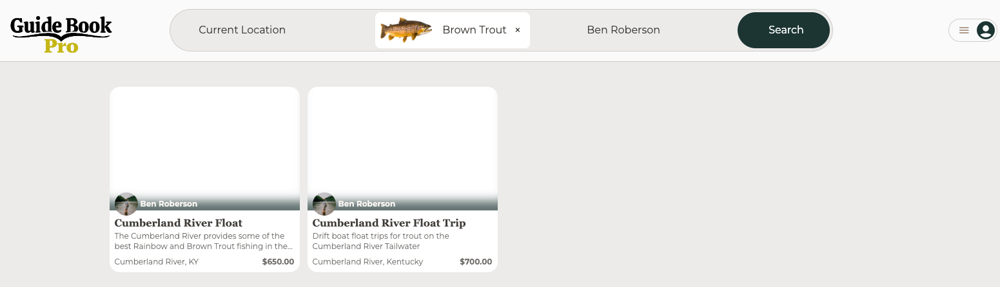 Guide Book
Pro
Current Location
Brown Trout ×
Ben Roberson
Search
Ben Roberson
Cumberland River Float
The Cumberland River provides some of the
best Rainbow and Brown Trout fishing in the...
Cumberland River, KY $650.00
Ben Roberson
Cumberland River Float Trip
Drift boat float trips for trout on the
Cumberland River Tailwater
Cumberland River, Kentucky $700.00